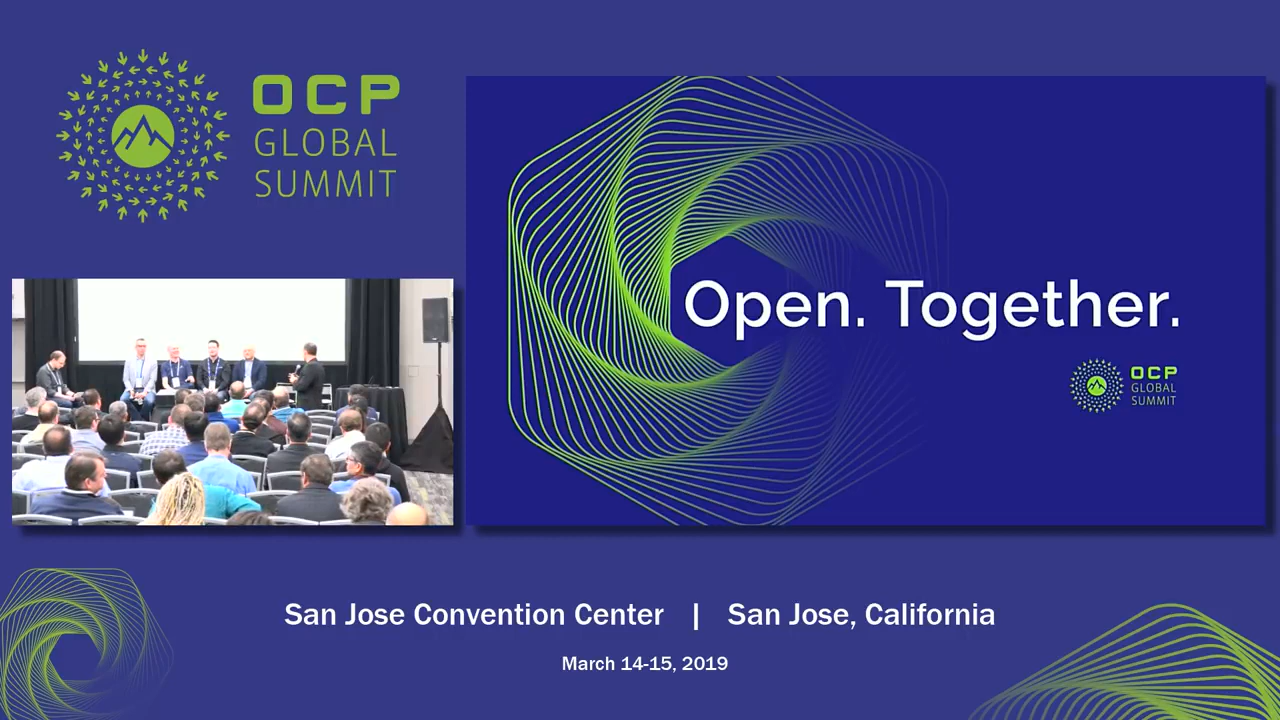 OCP
GLOBAL
SUMMIT
Open. Together.
OCP
GLOBAL
SUMMIT
San Jose Convention Center | San Jose, California
March 14-15, 2019